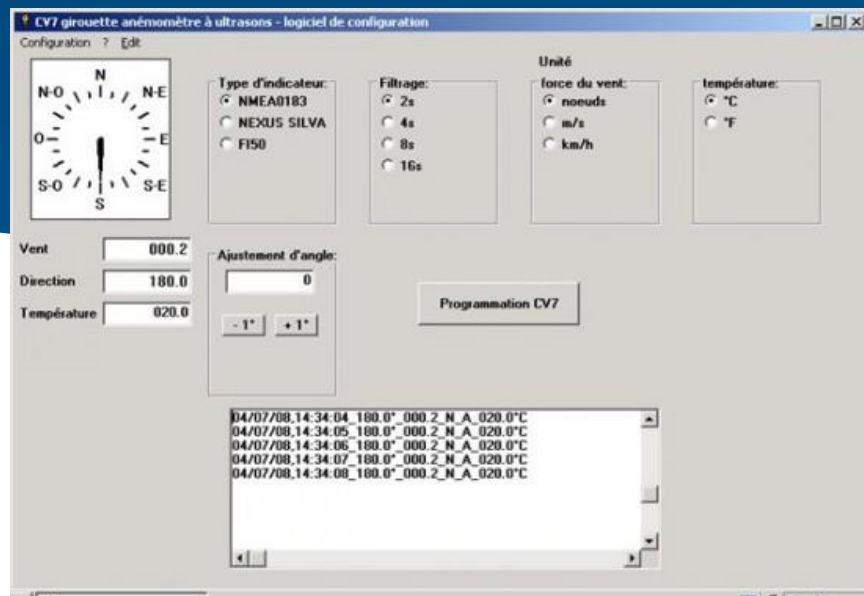 CV7 girouette anémomètre à ultrasons - logiciel de configuration
Configuration ? Edit
N
N-O N-E
O E
S-O S-E
S
Type d'indicateur:
NMEA0183
NEXUS SILVA
FI50
Filtrage:
2s
4s
8s
16s
Unité
force du vent:
noeuds
m/s
km/h
température:
°C
°F
Vent 000.2
Direction 180.0
Température 020.0
Ajustement d'angle:
0
- 1° + 1°
Programmation CV7
04/07/08,14:34:04_180.0°_000.2_N_A_020.0°C
04/07/08,14:34:05_180.0°_000.2_N_A_020.0°C
04/07/08,14:34:06_180.0°_000.2_N_A_020.0°C
04/07/08,14:34:07_180.0°_000.2_N_A_020.0°C
04/07/08,14:34:08_180.0°_000.2_N_A_020.0°C